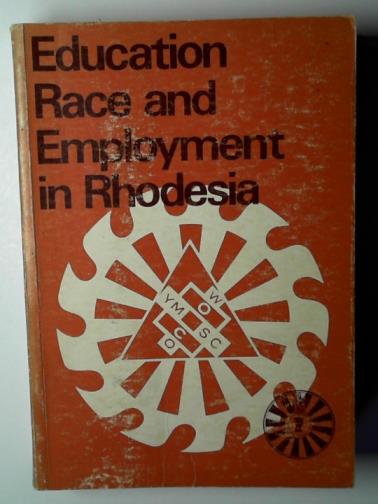 Education
Race and
Employment
in Rhodesia
W
YM O
C SC
O